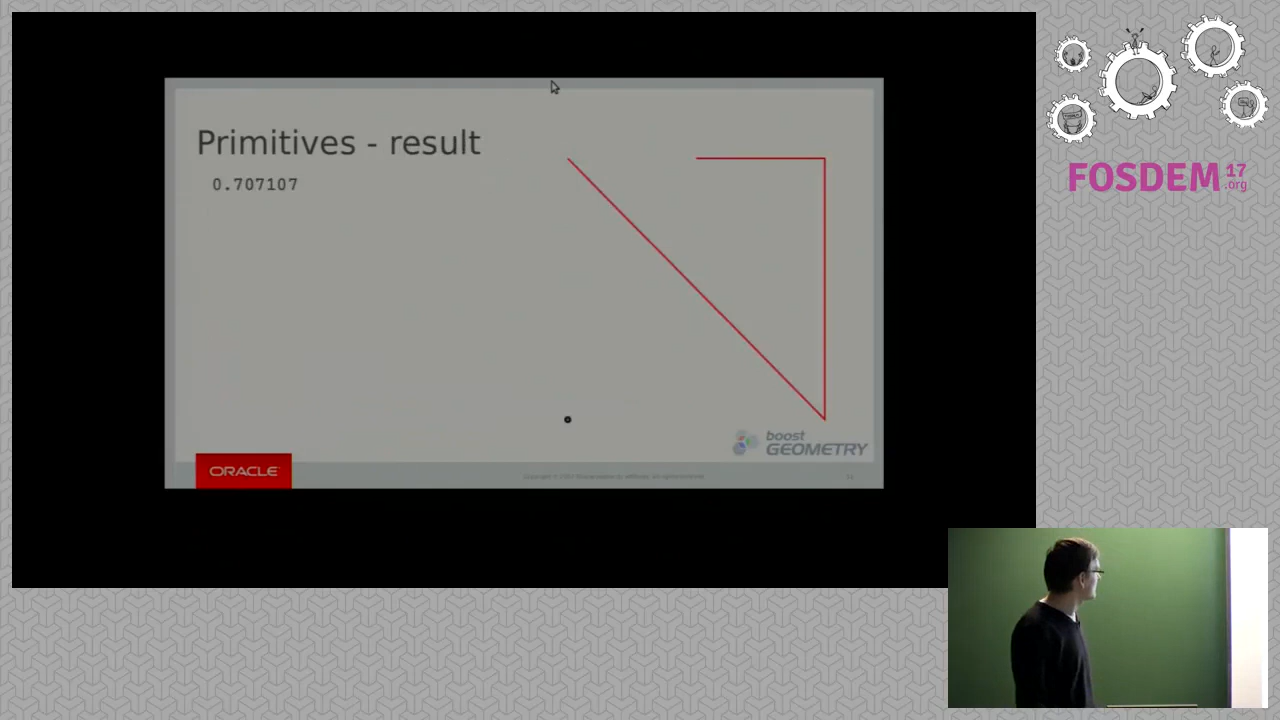 Primitives - result
0.707107
boost
GEOMETRY
ORACLE
FOSDEM 17
.org